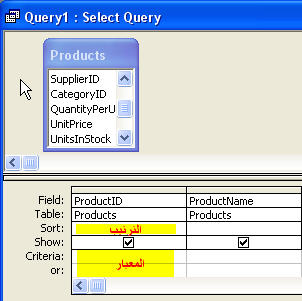 Query1 : Select Query
Products
SupplierID
CategoryID
QuantityPerU
UnitPrice
UnitsInStock
Field: ProductID ProductName
Table: Products Products
Sort: الترتيب
Show:
Criteria: المعيار
or: